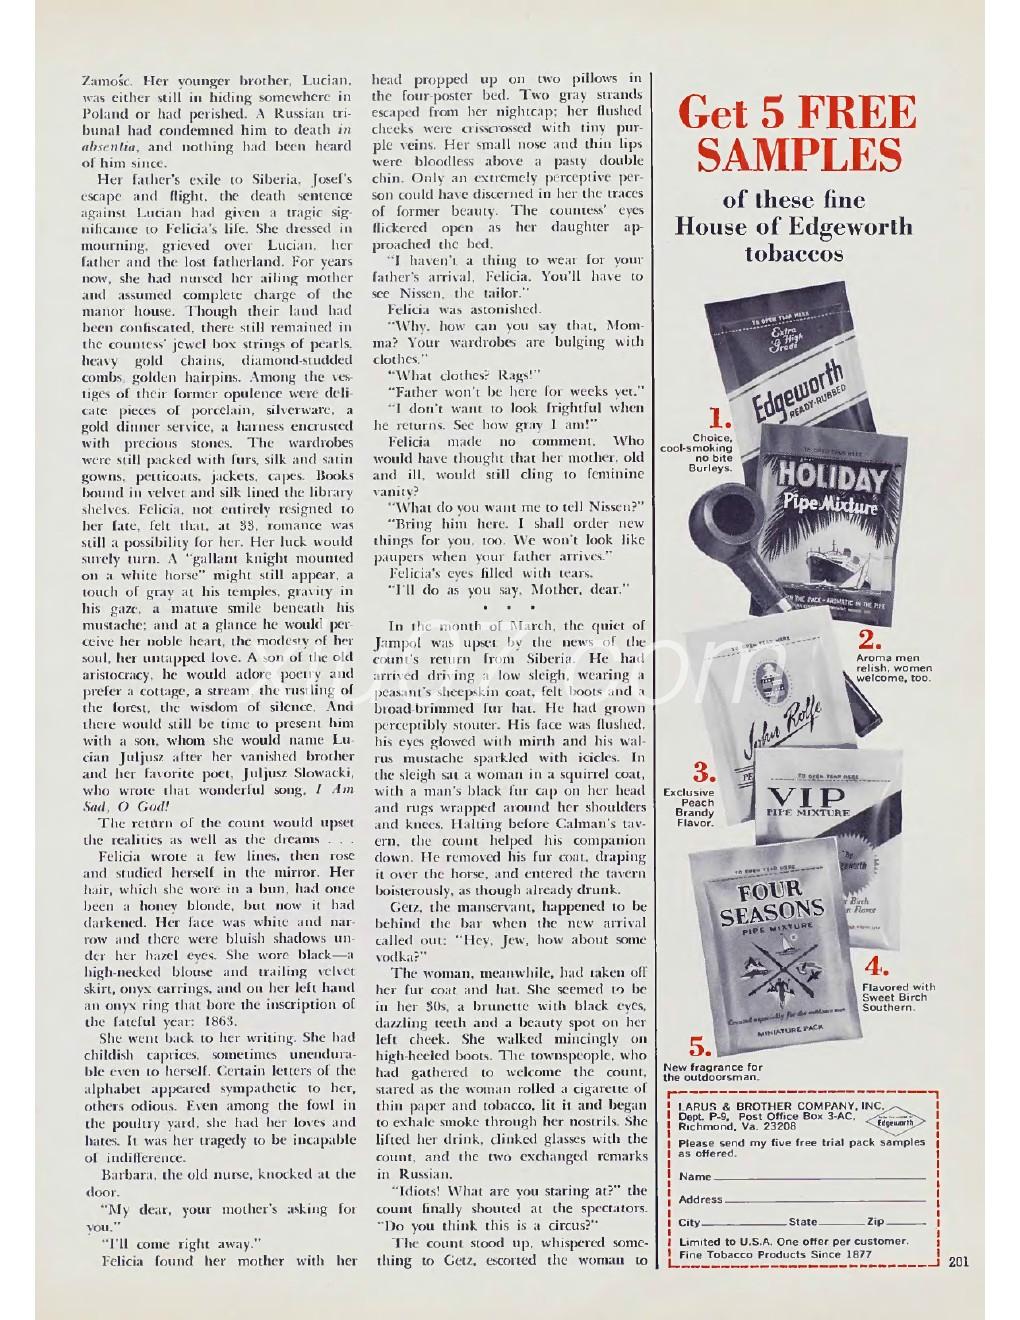 Zamość. Her younger brother, Lucian,
was either still in hiding somewhere in
Poland or had perished. A Russian tri-
bunal had condemned him to death in
absentia, and nothing had been heard
of him since.
Her father's exile to Siberia, Josef's
escape and flight, the death sentence
against Lucian had given a tragic sig-
nificance to Felicia's life. She dressed in
mourning, grieved over Lucian, her
father and the lost fatherland. For years
now, she had nursed her ailing mother
and assumed complete charge of the
manor house. Though their land had
been confiscated, there still remained in
the countess' jewel box strings of pearls,
heavy gold chains, diamond-studded
combs, golden hairpins. Among the ves-
tiges of their former opulence were deli-
cate pieces of porcelain, silverware, a
gold dinner service, a harness encrusted
with precious stones. The wardrobes
were still packed with furs, silk and satin
gowns, petticoats, jackets, capes. Books
bound in velvet and silk lined the library
shelves. Felicia, not entirely resigned to
her fate, felt that, at 33, romance was
still a possibility for her. Her luck would
surely turn. A "gallant knight mounted
on a white horse" might still appear, a
touch of gray at his temples, gravity in
his gaze, a mature smile beneath his
mustache; and at a glance he would per-
ceive her noble heart, the modesty of her
soul, her untapped love. A son of the old
aristocracy, he would adore poetry and
prefer a cottage, a stream, the rustling of
the forest, the wisdom of silence. And
there would still be time to present him
with a son, whom she would name Lu-
cian Juljusz after her vanished brother
and her favorite poet, Juljusz Slowacki,
who wrote that wonderful song, I Am
Sad, O God!
The return of the count would upset
the realities as well as the dreams . . .
Felicia wrote a few lines, then rose
and studied herself in the mirror. Her
hair, which she wore in a bun, had once
been a honey blonde, but now it had
darkened. Her face was white and nar-
row and there were bluish shadows un-
der her hazel eyes. She wore black—a
high-necked blouse and trailing velvet
skirt, onyx earrings, and on her left hand
an onyx ring that bore the inscription of
the fateful year: 1863.
She went back to her writing. She had
childish caprices, sometimes unendura-
ble even to herself. Certain letters of the
alphabet appeared sympathetic to her,
others odious. Even among the fowl in
the poultry yard, she had her loves and
hates. It was her tragedy to be incapable
of indifference.
Barbara, the old nurse, knocked at the
door.
"My dear, your mother's asking for
you."
"I'll come right away."
Felicia found her mother with her
head propped up on two pillows in
the four-poster bed. Two gray strands
escaped from her nightcap; her flushed
cheeks were crisscrossed with tiny pur-
ple veins. Her small nose and thin lips
were bloodless above a pasty double
chin. Only an extremely perceptive per-
son could have discerned in her the traces
of former beauty. The countess' eyes
flickered open as her daughter ap-
proached the bed.
"I haven't a thing to wear for your
father's arrival, Felicia. You'll have to
see Nissen, the tailor."
Felicia was astonished.
"Why, how can you say that, Mom-
ma? Your wardrobes are bulging with
clothes."
"What clothes? Rags!"
"Father won't be here for weeks yet."
"I don't want to look frightful when
he returns. See how gray I am!"
Felicia made no comment. Who
would have thought that her mother, old
and ill, would still cling to feminine
vanity?
"What do you want me to tell Nissen?"
"Bring him here. I shall order new
things for you, too. We won't look like
paupers when your father arrives."
Felicia's eyes filled with tears.
"I'll do as you say, Mother, dear."
• • •
In the month of March, the quiet of
Jampol was upset by the news of the
count's return from Siberia. He had
arrived driving a low sleigh, wearing a
peasant's sheepskin coat, felt boots and a
broad-brimmed fur hat. He had grown
perceptibly stouter. His face was flushed,
his eyes glowed with mirth and his wal-
rus mustache sparkled with icicles. In
the sleigh sat a woman in a squirrel coat,
with a man's black fur cap on her head
and rugs wrapped around her shoulders
and knees. Halting before Calman's tav-
ern, the count helped his companion
down. He removed his fur coat, draping
it over the horse, and entered the tavern
boisterously, as though already drunk.
Getz, the manservant, happened to be
behind the bar when the new arrival
called out: "Hey, Jew, how about some
vodka?"
The woman, meanwhile, had taken off
her fur coat and hat. She seemed to be
in her 30s, a brunette with black eyes,
dazzling teeth and a beauty spot on her
left cheek. She walked mincingly on
high-heeled boots. The townspeople, who
had gathered to welcome the count,
stared as the woman rolled a cigarette of
thin paper and tobacco, lit it and began
to exhale smoke through her nostrils. She
lifted her drink, clinked glasses with the
count, and the two exchanged remarks
in Russian.
"Idiots! What are you staring at?" the
count finally shouted at the spectators.
"Do you think this is a circus?"
The count stood up, whispered some-
thing to Getz, escorted the woman to
Get 5 FREE
SAMPLES
of these fine
House of Edgeworth
tobaccos
TO OPEN TEAR HERE
Extra
High
Grade
Edgeworth
READY-RUBBED
1.
Choice,
cool-smoking
no bite
Burleys.
TO OPEN TEAR HERE
HOLIDAY
Pipe Mixture
IN THE PACK - AROMATIC IN THE PIPE
2.
Aroma men
relish, women
welcome, too.
TO OPEN TEAR HERE
John Rolfe
3.
Exclusive
Peach
Brandy
Flavor.
TO OPEN TEAR HERE
VIP
PIPE MIXTURE
TO OPEN TEAR HERE
FOUR
SEASONS
PIPE MIXTURE
Created especially for the outdoor man
MINIATURE PACK
4.
Flavored with
Sweet Birch
Southern.
5.
New fragrance for
the outdoorsman.
LARUS & BROTHER COMPANY, INC.
Dept. P-9, Post Office Box 3-AC,
Richmond, Va. 23208
Edgeworth
Please send my five free trial pack samples
as offered.
Name
Address
City State Zip
Limited to U.S.A. One offer per customer.
Fine Tobacco Products Since 1877
201